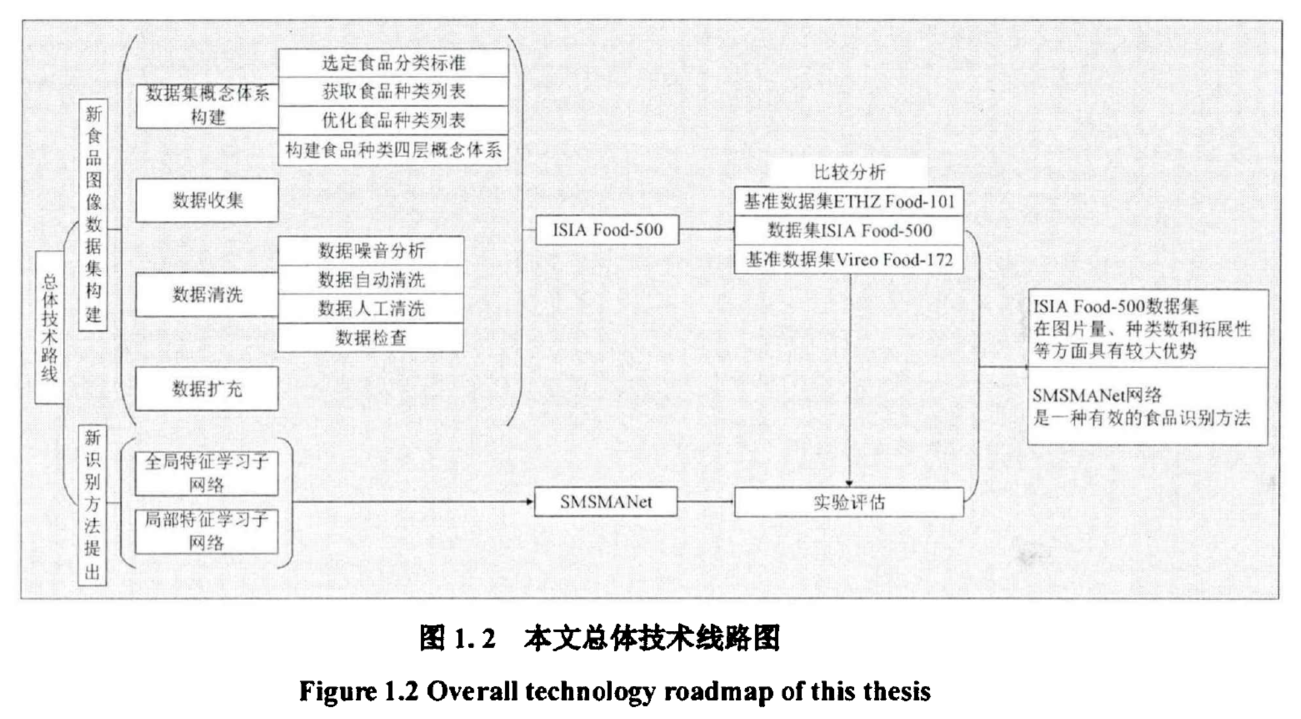 总体技术路线
新食品图像数据集构建
数据集概念体系
构建
选定食品分类标准
获取食品种类列表
优化食品种类列表
构建食品种类四层概念体系
数据收集
数据清洗
数据噪音分析
数据自动清洗
数据人工清洗
数据检查
数据扩充
ISIA Food-500
比较分析
基准数据集ETHZ Food-101
数据集ISIA Food-500
基准数据集Vireo Food-172
新识别方法提出
全局特征学习子
网络
局部特征学习子
网络
SMSMANet
实验评估
ISIA Food-500数据集
在图片量、种类数和拓展性
等方面具有较大优势
SMSMANet网络
是一种有效的食品识别方法
图 1.2 本文总体技术线路图
Figure 1.2 Overall technology roadmap of this thesis